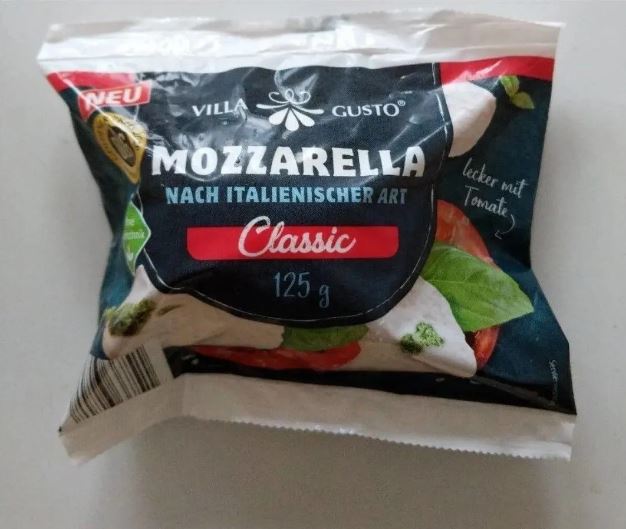 NEU
VILLA GUSTO®
MOZZARELLA
NACH ITALIENISCHER ART
Classic
125 g
lecker mit
Tomate